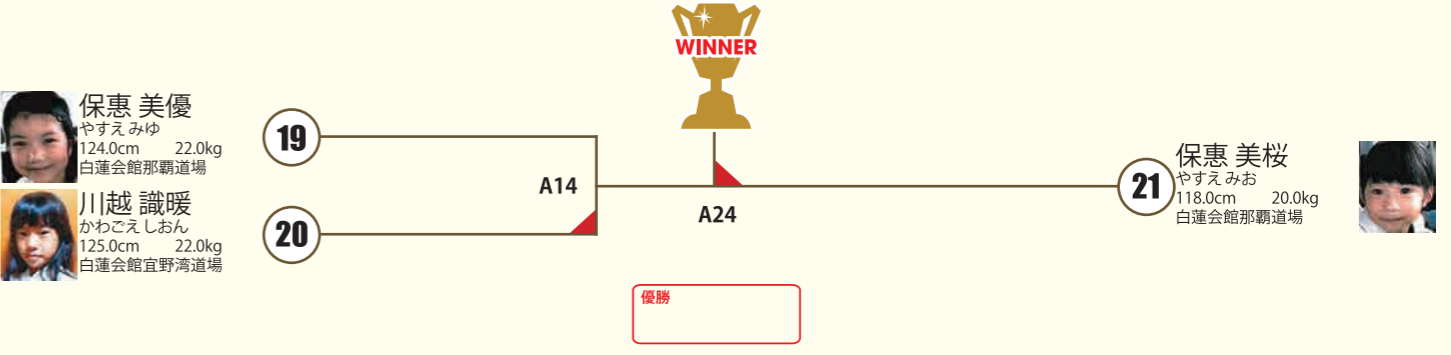 WINNER
保惠 美優
やすえ みゆ
124.0cm 22.0kg
白蓮会館那覇道場
19
川越 識暖
かわごえ しおん
125.0cm 22.0kg
白蓮会館宜野湾道場
20
A14
A24
21
保惠 美桜
やすえ みお
118.0cm 20.0kg
白蓮会館那覇道場
優勝